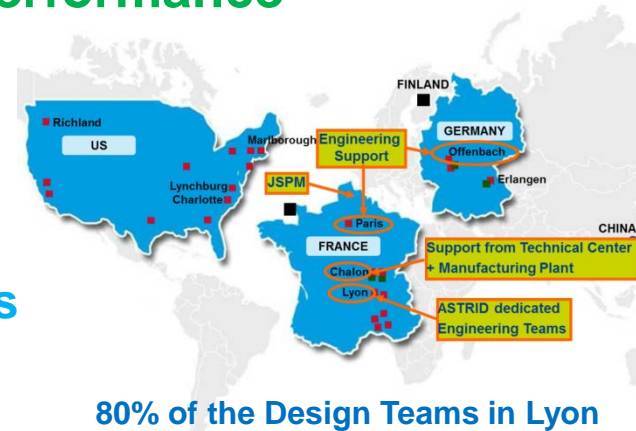 erformance
FINLAND
Richland
US
Marlborough
Engineering
Support
GERMANY
Offenbach
Erlangen
Lynchburg
Charlotte
JSPM
Paris
FRANCE
CHINA
Support from Technical Center
+ Manufacturing Plant
Chalon
Lyon
ASTRID dedicated
Engineering Teams
s
80% of the Design Teams in Lyon